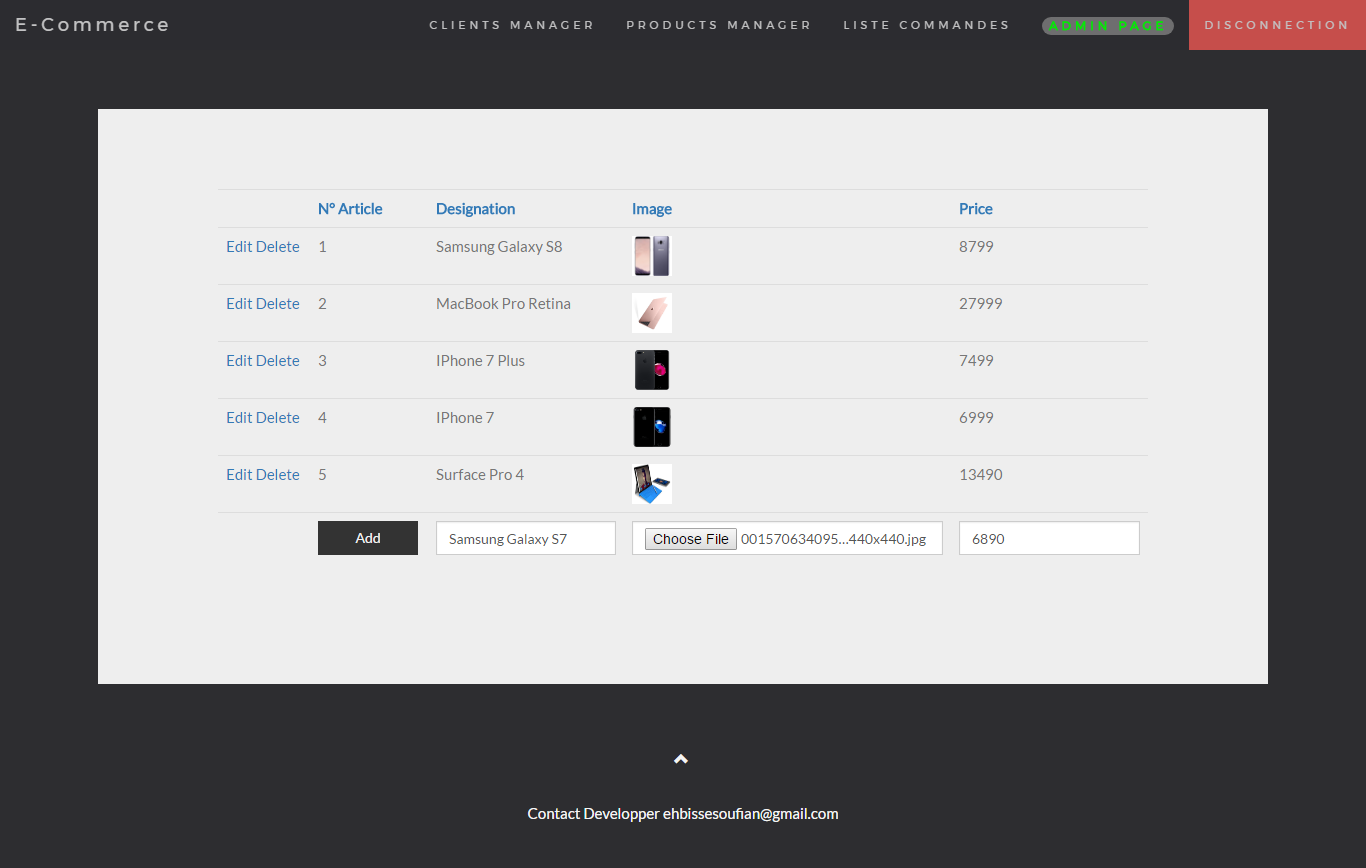 E-Commerce CLIENTS MANAGER PRODUCTS MANAGER LISTE COMMANDES ADMIN PAGE DISCONNECTION
N° Article Designation Image Price
Edit Delete 1 Samsung Galaxy S8 8799
Edit Delete 2 MacBook Pro Retina 27999
Edit Delete 3 IPhone 7 Plus 7499
Edit Delete 4 IPhone 7 6999
Edit Delete 5 Surface Pro 4 13490
Add Samsung Galaxy S7 Choose File 001570634095...440x440.jpg 6890
Contact Developper ehbissesoufian@gmail.com